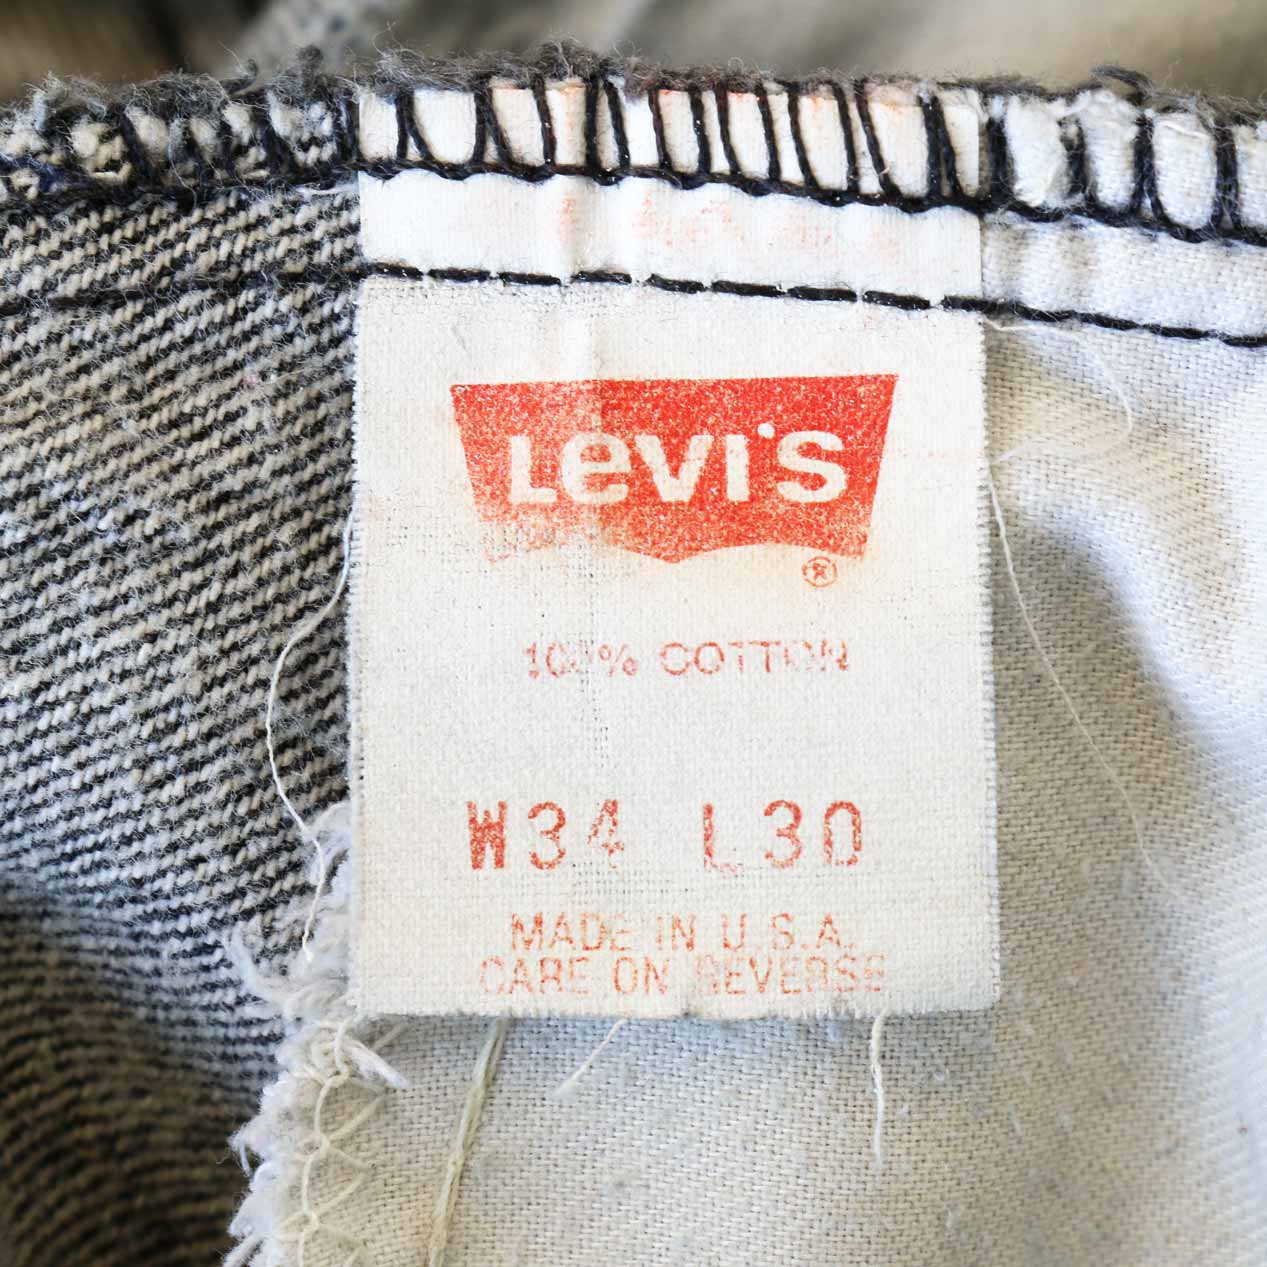 Levi's
®
100% COTTON
W34 L30
MADE IN U.S.A.
CARE ON REVERSE